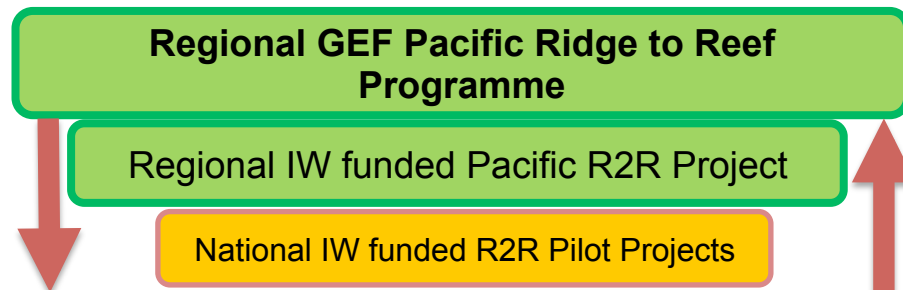 Regional GEF Pacific Ridge to Reef
Programme
Regional IW funded Pacific R2R Project
National IW funded R2R Pilot Projects